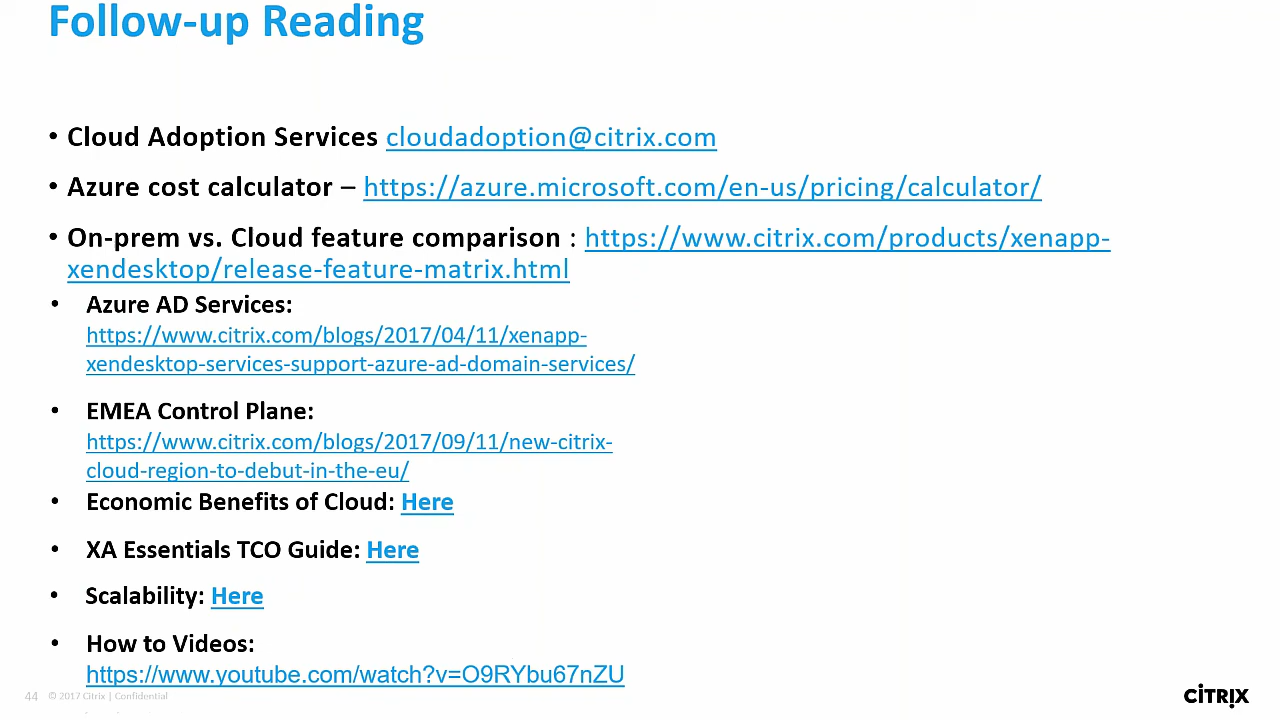 Follow-up Reading
• Cloud Adoption Services cloudadoption@citrix.com
• Azure cost calculator – https://azure.microsoft.com/en-us/pricing/calculator/
• On-prem vs. Cloud feature comparison : https://www.citrix.com/products/xenapp-
xendesktop/release-feature-matrix.html
• Azure AD Services:
https://www.citrix.com/blogs/2017/04/11/xenapp-
xendesktop-services-support-azure-ad-domain-services/
• EMEA Control Plane:
https://www.citrix.com/blogs/2017/09/11/new-citrix-
cloud-region-to-debut-in-the-eu/
• Economic Benefits of Cloud: Here
• XA Essentials TCO Guide: Here
• Scalability: Here
• How to Videos:
https://www.youtube.com/watch?v=O9RYbu67nZU
44 © 2017 Citrix | Confidential
CİTRIX